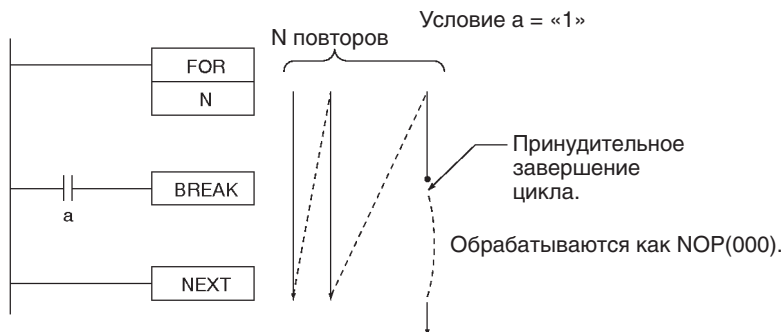 Условие a = «1»
N повторов
FOR
N
Принудительное
завершение
цикла.
a
BREAK
Обрабатываются как NOP(000).
NEXT